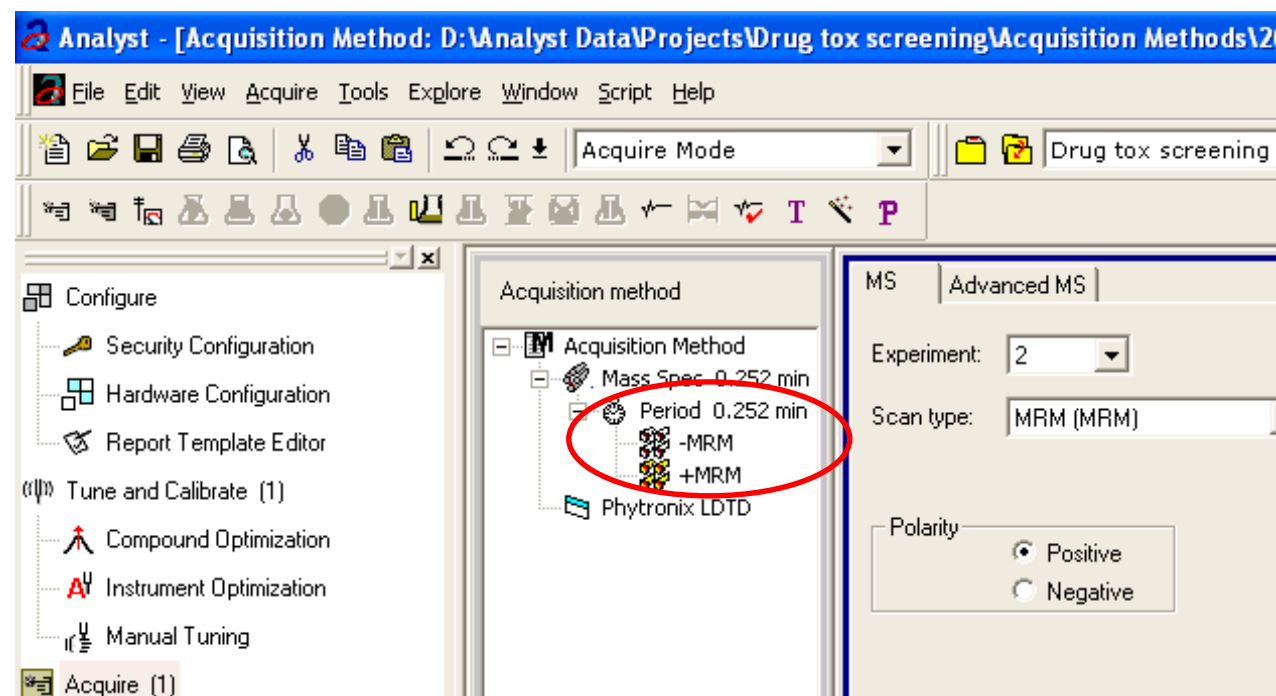 Analyst - [Acquisition Method: D:\Analyst Data\Projects\Drug tox screening\Acquisition Methods\2
File Edit View Acquire Tools Explore Window Script Help
Acquire Mode
Drug tox screening
T
P
Configure
Security Configuration
Hardware Configuration
Report Template Editor
Tune and Calibrate (1)
Compound Optimization
Instrument Optimization
Manual Tuning
Acquire (1)
Acquisition method
Acquisition Method
Mass Spec 0.252 min
Period 0.252 min
-MRM
+MRM
Phytronix LDTD
MS
Advanced MS
Experiment: 2
Scan type: MRM (MRM)
Polarity
Positive
Negative